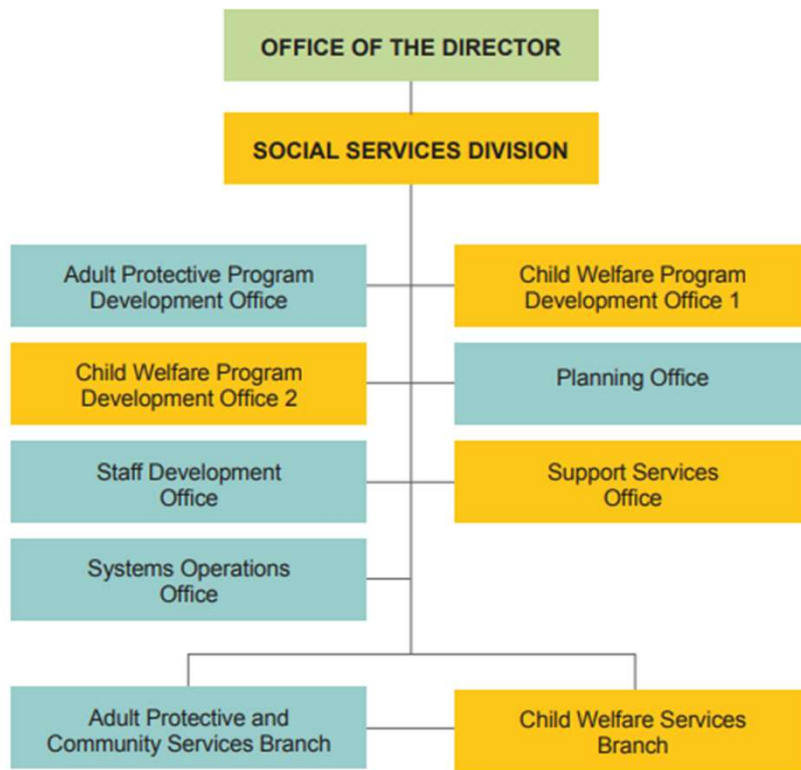 OFFICE OF THE DIRECTOR
SOCIAL SERVICES DIVISION
Adult Protective Program
Development Office
Child Welfare Program
Development Office 1
Child Welfare Program
Development Office 2
Planning Office
Staff Development
Office
Support Services
Office
Systems Operations
Office
Adult Protective and
Community Services Branch
Child Welfare Services
Branch